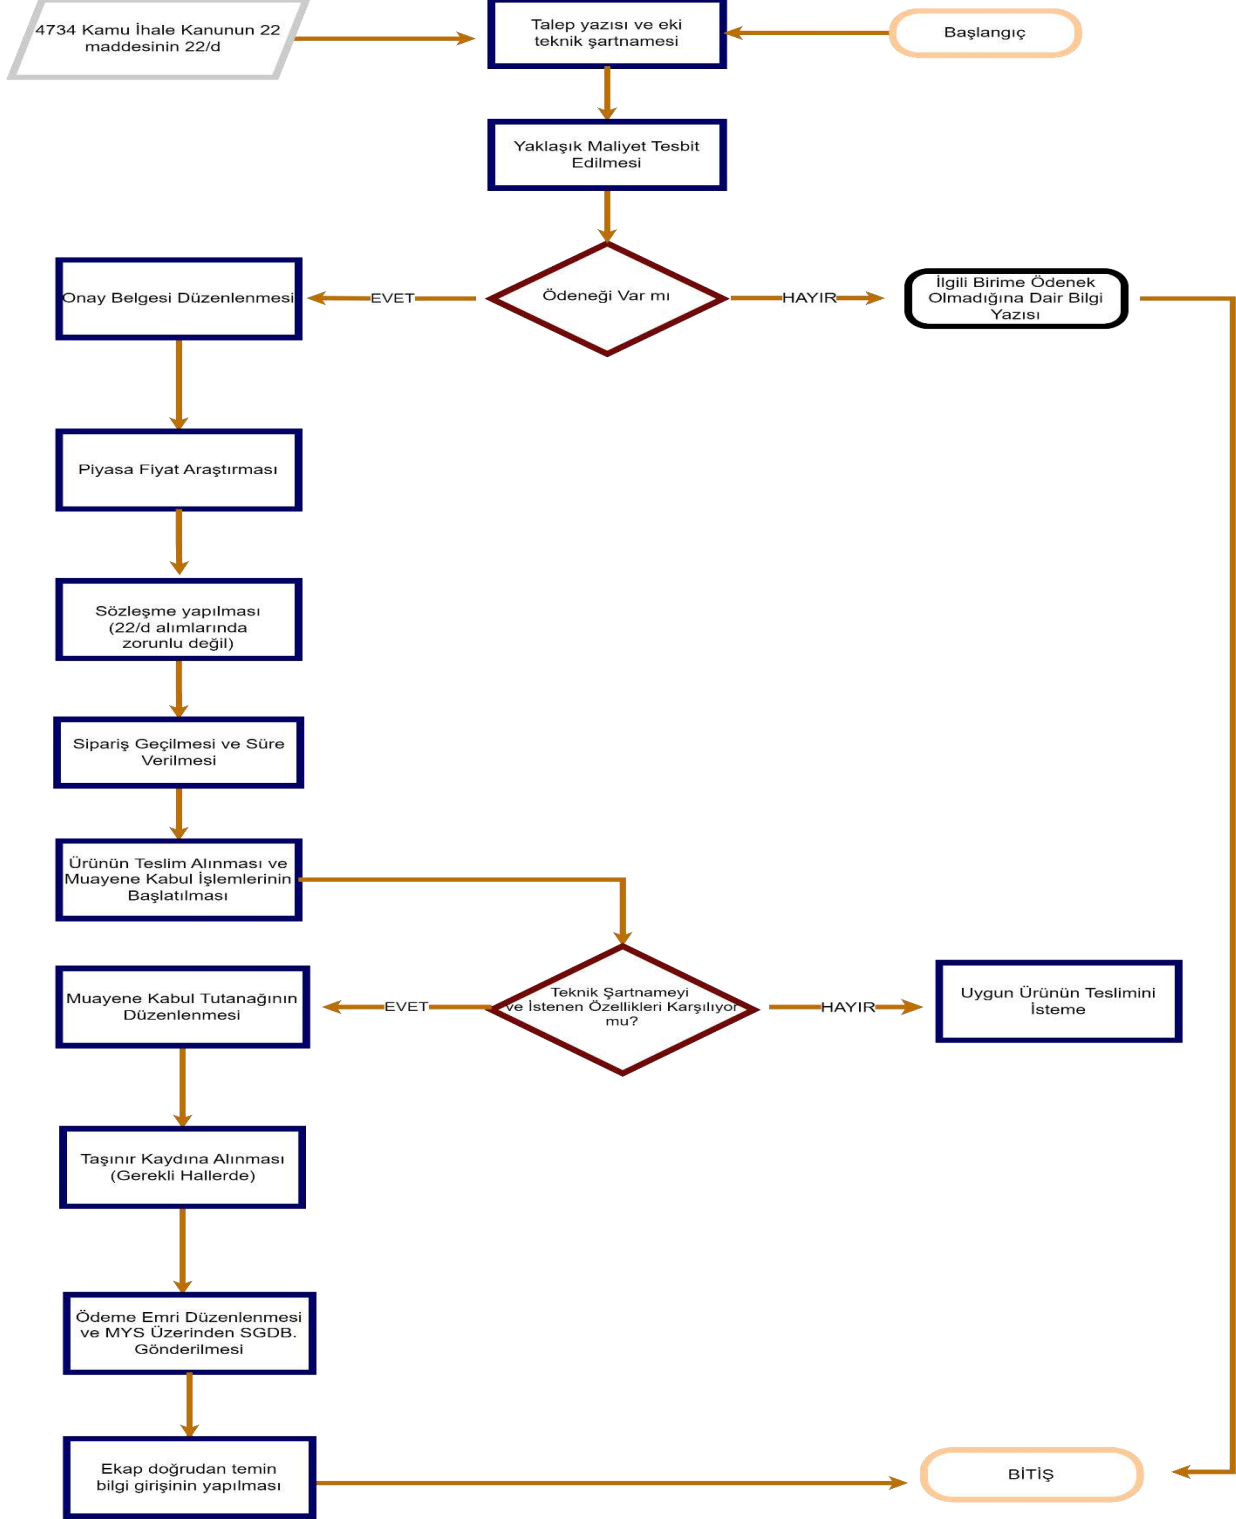 4734 Kamu İhale Kanunun 22
maddesinin 22/d
Talep yazısı ve eki
teknik şartnamesi
Başlangıç
Yaklaşık Maliyet Tesbit
Edilmesi
Onay Belgesi Düzenlenmesi
EVET
Ödeneği Var mı
HAYIR
İlgili Birime Ödenek
Olmadığına Dair Bilgi
Yazısı
Piyasa Fiyat Araştırması
Sözleşme yapılması
(22/d alımlarında
zorunlu değil)
Sipariş Geçilmesi ve Süre
Verilmesi
Ürünün Teslim Alınması ve
Muayene Kabul İşlemlerinin
Başlatılması
Muayene Kabul Tutanağının
Düzenlenmesi
EVET
Teknik Şartnameyi
ve İstenen Özellikleri Karşılıyor
mu?
HAYIR
Uygun Ürünün Teslimini
İsteme
Taşınır Kaydına Alınması
(Gerekli Hallerde)
Ödeme Emri Düzenlenmesi
ve MYS Üzerinden SGDB.
Gönderilmesi
Ekap doğrudan temin
bilgi girişinin yapılması
BİTİŞ